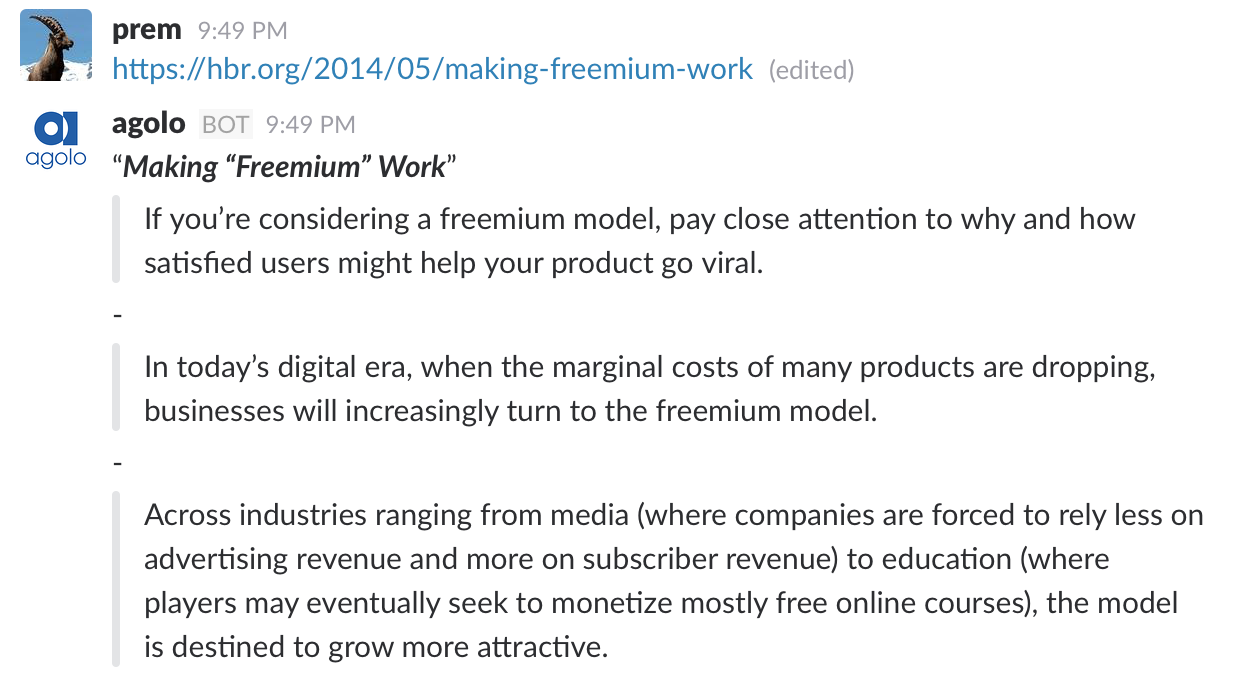 prem 9:49 PM
https://hbr.org/2014/05/making-freemium-work (edited)
agolo BOT 9:49 PM
agolo
“Making “Freemium” Work”
If you’re considering a freemium model, pay close attention to why and how
satisfied users might help your product go viral.
-
In today’s digital era, when the marginal costs of many products are dropping,
businesses will increasingly turn to the freemium model.
-
Across industries ranging from media (where companies are forced to rely less on
advertising revenue and more on subscriber revenue) to education (where
players may eventually seek to monetize mostly free online courses), the model
is destined to grow more attractive.